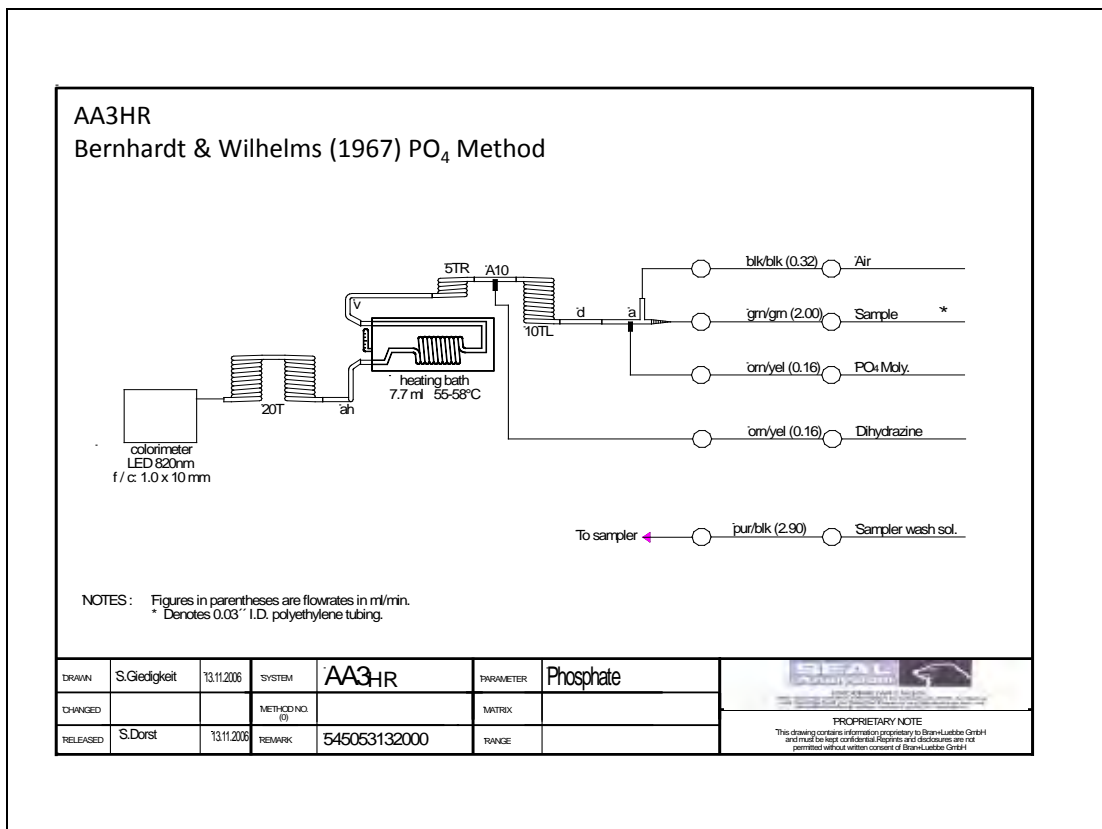 AA3HR
Bernhardt & Wilhelms (1967) PO₄ Method
5TR
A10
blk/blk (0.32)
Air
v
d
a
grn/grn (2.00)
Sample
*
10TL
heating bath
7.7 ml 55-58°C
orn/yel (0.16)
PO4 Moly.
20T
ah
orn/yel (0.16)
Dihydrazine
colorimeter
LED 820nm
f / c: 1.0 x 10 mm
To sampler
pur/blk (2.90)
Sampler wash sol.
NOTES : Figures in parentheses are flowrates in ml/min.
* Denotes 0.03´´ I.D. polyethylene tubing.
DRAWN S.Giedigkeit 13.11.2006 SYSTEM AA3HR PARAMETER Phosphate
CHANGED METHOD NO. (0) MATRIX
RELEASED S.Dorst 13.11.2006 REMARK 545053132000 RANGE
SEAL
Analytical
PROPRIETARY NOTE
This drawing contains information proprietary to Bran+Luebbe GmbH
and must be kept confidential.Reprints and disclosures are not
permitted without written consent of Bran+Luebbe GmbH